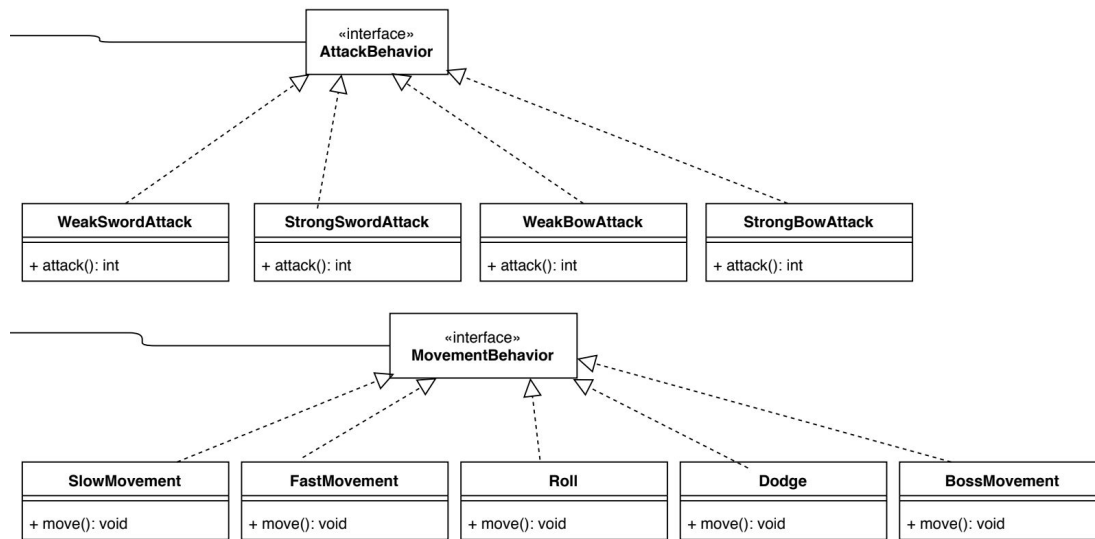 «interface»
AttackBehavior
WeakSwordAttack
+ attack(): int
StrongSwordAttack
+ attack(): int
WeakBowAttack
+ attack(): int
StrongBowAttack
+ attack(): int
«interface»
MovementBehavior
SlowMovement
+ move(): void
FastMovement
+ move(): void
Roll
+ move(): void
Dodge
+ move(): void
BossMovement
+ move(): void